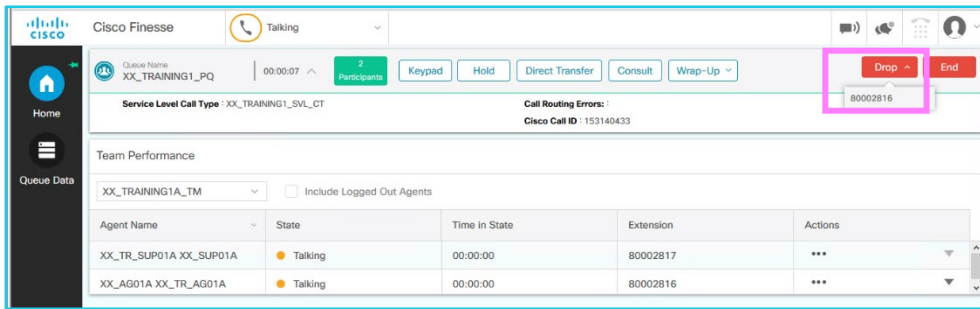 CISCO
Cisco Finesse
Talking
Queue Name
XX_TRAINING1_PQ
00:00:07
2
Participants
Keypad
Hold
Direct Transfer
Consult
Wrap-Up
Drop
End
80002816
Service Level Call Type : XX_TRAINING1_SVL_CT
Call Routing Errors :
Cisco Call ID : 153140433
Home
Queue Data
Team Performance
XX_TRAINING1A_TM
Include Logged Out Agents
Agent Name State Time in State Extension Actions
XX_TR_SUP01A XX_SUP01A Talking 00:00:00 80002817
XX_AG01A XX_TR_AG01A Talking 00:00:00 80002816